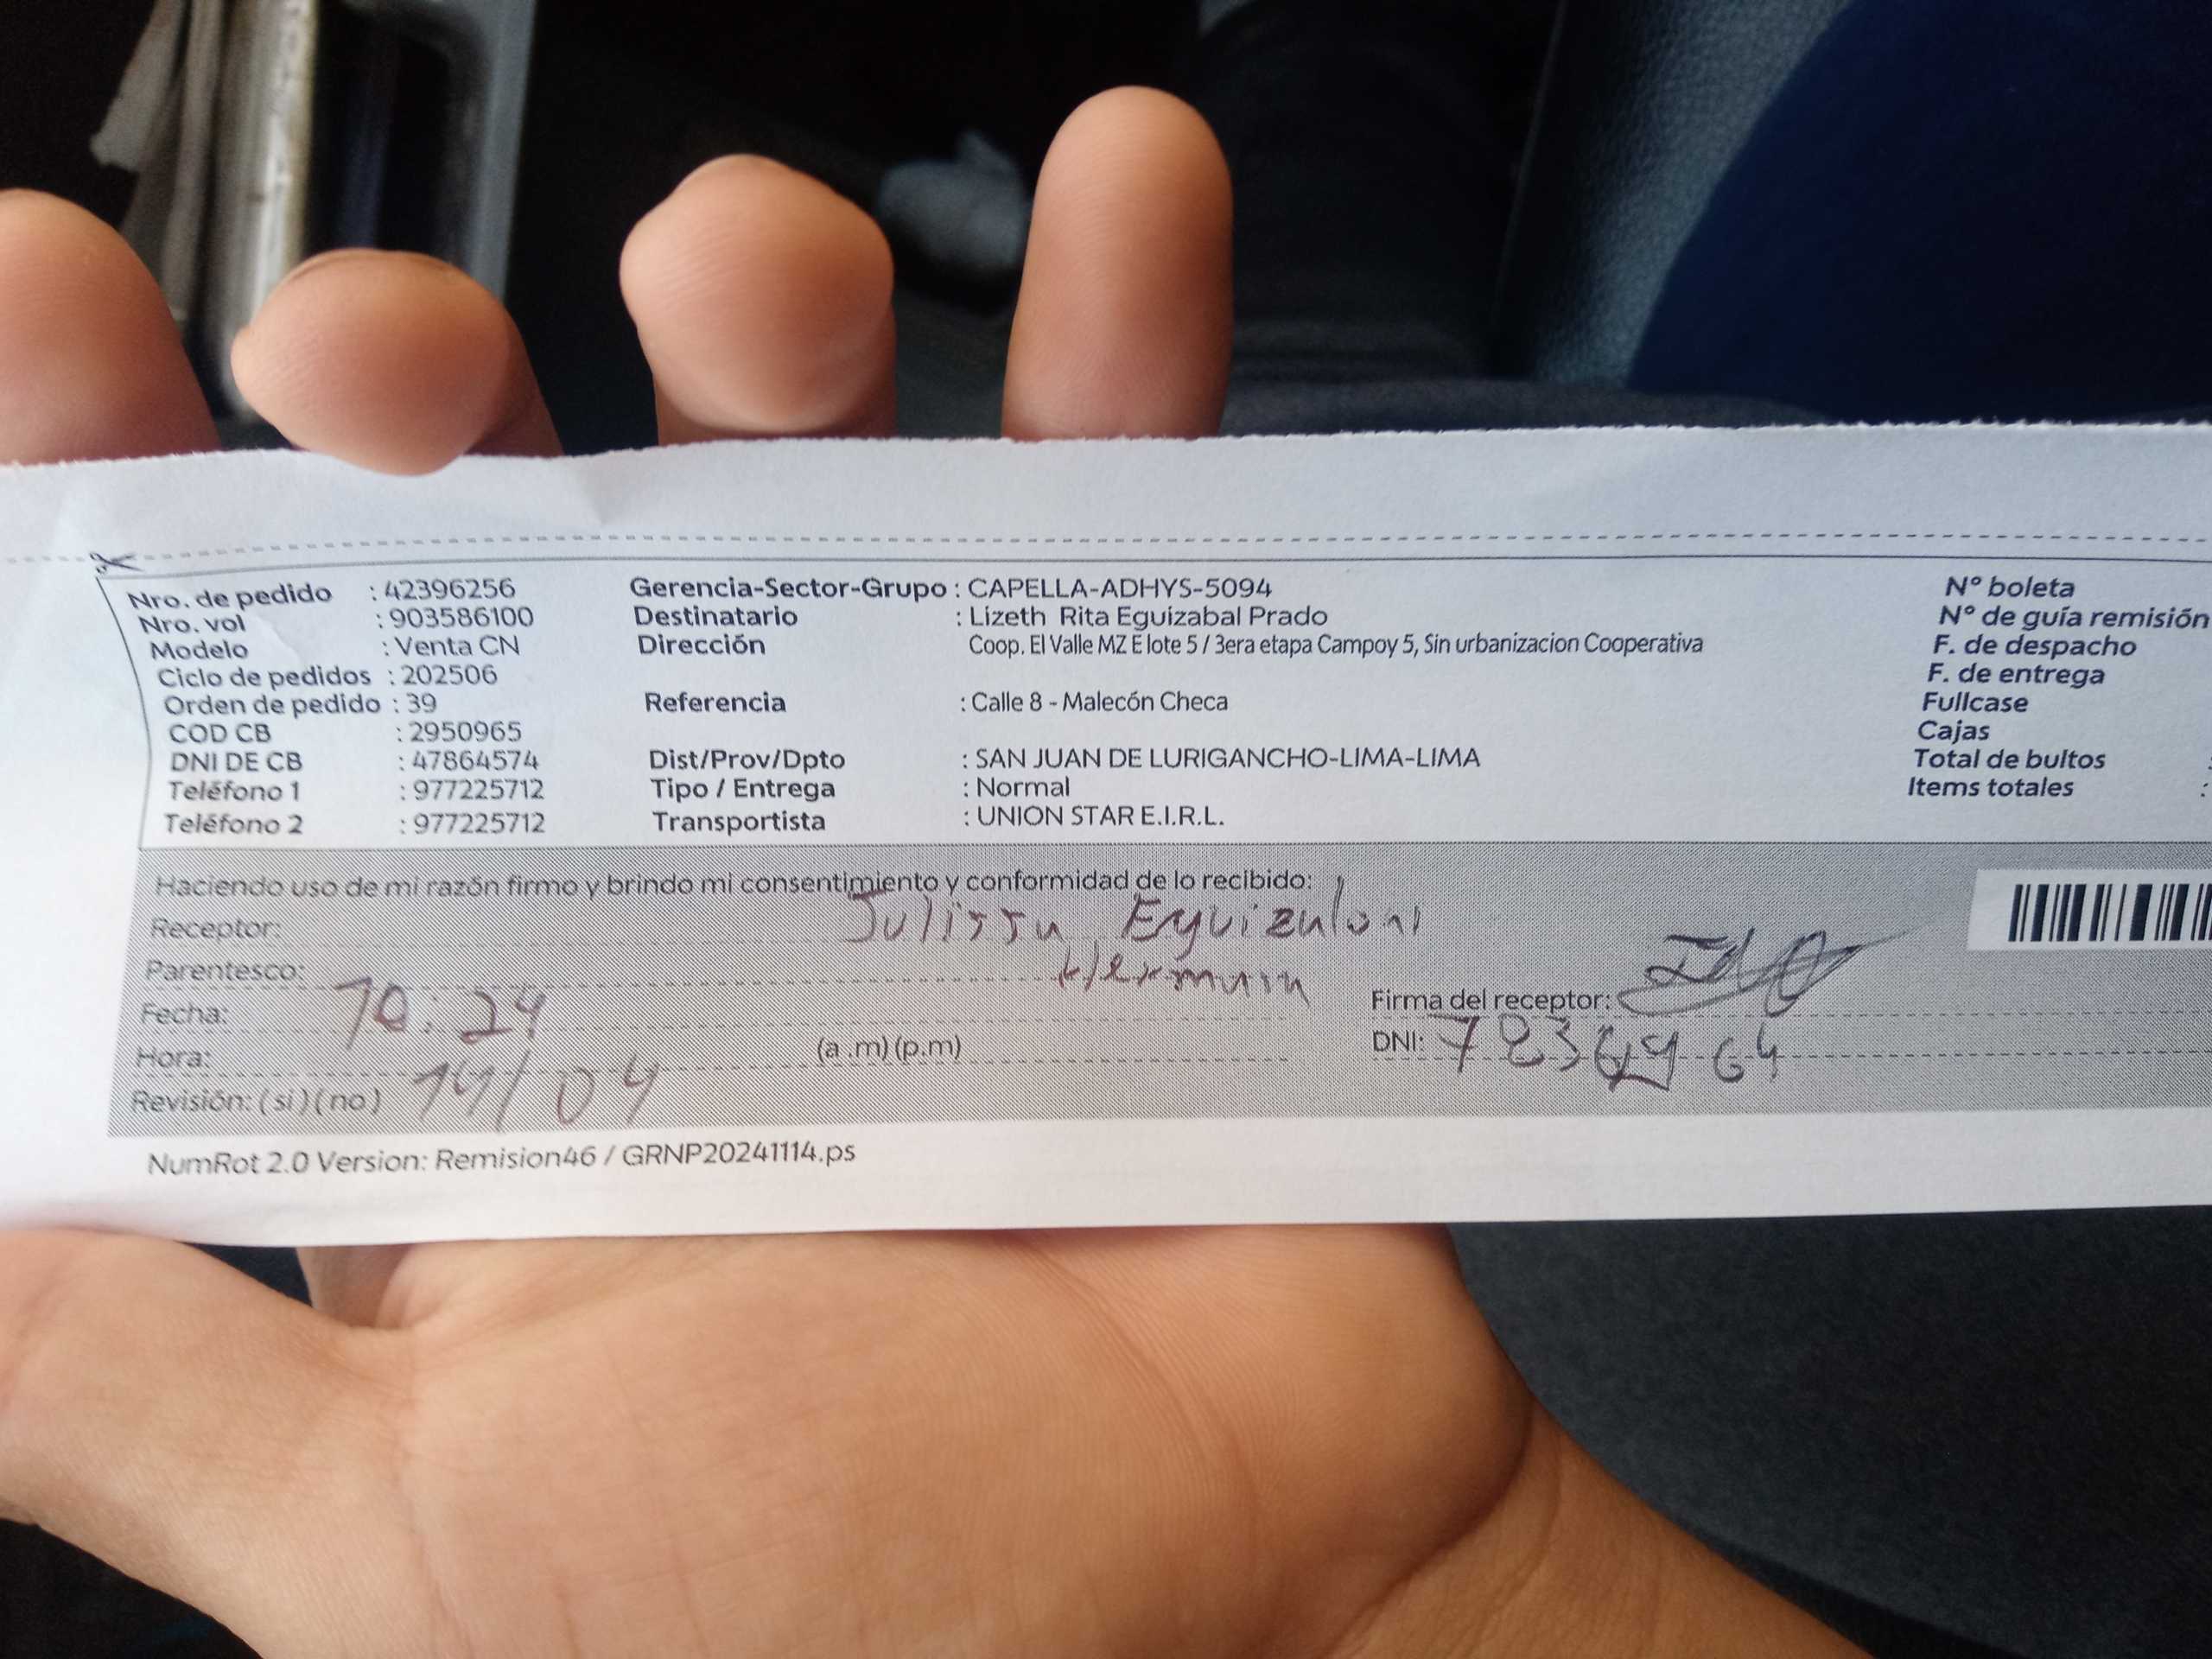 Nro. de pedido : 42396256
Nro. vol : 903586100
Modelo : Venta CN
Ciclo de pedidos : 202506
Orden de pedido : 39
COD CB : 2950965
DNI DE CB : 47864574
Teléfono 1 : 977225712
Teléfono 2 : 977225712
Gerencia-Sector-Grupo : CAPELLA-ADHYS-5094
Destinatario : Lizeth Rita Eguizabal Prado
Dirección Coop. El Valle MZ E lote 5 / 3era etapa Campoy 5, Sin urbanizacion Cooperativa
Referencia : Calle 8 - Malecón Checa
Dist/Prov/Dpto : SAN JUAN DE LURIGANCHO-LIMA-LIMA
Tipo / Entrega : Normal
Transportista : UNION STAR E.I.R.L.
N° boleta
N° de guía remisión
F. de despacho
F. de entrega
Fullcase
Cajas
Total de bultos :
Items totales :
Haciendo uso de mi razón firmo y brindo mi consentimiento y conformidad de lo recibido:
Receptor: Julissa
Parentesco: Hermana
Fecha: 10:24
Hora: (a .m) (p.m)
Revisión: (si) (no) 14/04
Firma del receptor:
DNI:
NumRot 2.0 Version: Remision46 / GRNP20241114.ps